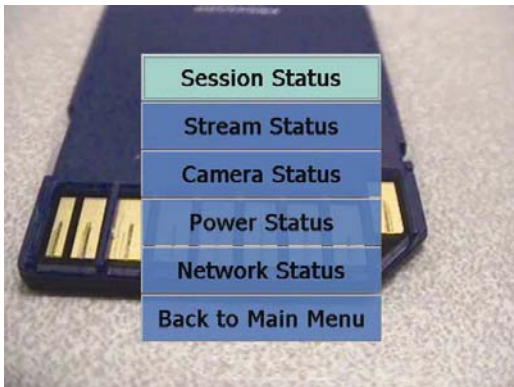 Session Status
Stream Status
Camera Status
Power Status
Network Status
Back to Main Menu